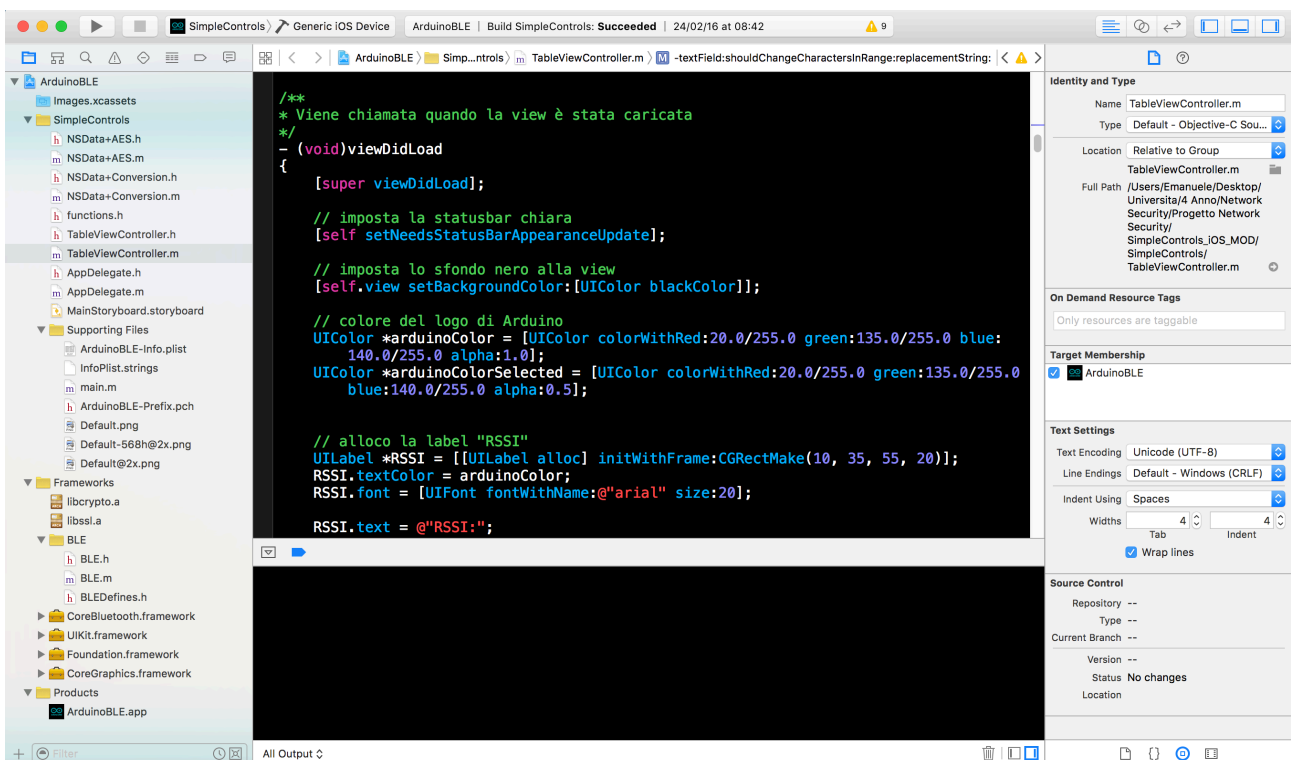 SimpleControls 〉 Generic iOS Device
ArduinoBLE | Build SimpleControls: Succeeded | 24/02/16 at 08:42
9
ArduinoBLE 〉 Simp...ntrols 〉 m TableViewController.m 〉 M -textField:shouldChangeCharactersInRange:replacementString:
ArduinoBLE
Images.xcassets
SimpleControls
h NSData+AES.h
m NSData+AES.m
h NSData+Conversion.h
m NSData+Conversion.m
h functions.h
h TableViewController.h
m TableViewController.m
h AppDelegate.h
m AppDelegate.m
MainStoryboard.storyboard
Supporting Files
ArduinoBLE-Info.plist
InfoPlist.strings
m main.m
h ArduinoBLE-Prefix.pch
Default.png
Default-568h@2x.png
Default@2x.png
Frameworks
libcrypto.a
libssl.a
BLE
h BLE.h
m BLE.m
h BLEDefines.h
CoreBluetooth.framework
UIKit.framework
Foundation.framework
CoreGraphics.framework
Products
ArduinoBLE.app
Filter
/**
* Viene chiamata quando la view è stata caricata
*/
- (void)viewDidLoad
{
[super viewDidLoad];
// imposta la statusbar chiara
[self setNeedsStatusBarAppearanceUpdate];
// imposta lo sfondo nero alla view
[self.view setBackgroundColor:[UIColor blackColor]];
// colore del logo di Arduino
UIColor *arduinoColor = [UIColor colorWithRed:20.0/255.0 green:135.0/255.0 blue:
140.0/255.0 alpha:1.0];
UIColor *arduinoColorSelected = [UIColor colorWithRed:20.0/255.0 green:135.0/255.0
blue:140.0/255.0 alpha:0.5];
// alloco la label "RSSI"
UILabel *RSSI = [[UILabel alloc] initWithFrame:CGRectMake(10, 35, 55, 20)];
RSSI.textColor = arduinoColor;
RSSI.font = [UIFont fontWithName:@"arial" size:20];
RSSI.text = @"RSSI:";
All Output
Identity and Type
Name TableViewController.m
Type Default - Objective-C Sou...
Location Relative to Group
TableViewController.m
Full Path /Users/Emanuele/Desktop/
Universita/4 Anno/Network
Security/Progetto Network
Security/
SimpleControls_iOS_MOD/
SimpleControls/
TableViewController.m
On Demand Resource Tags
Only resources are taggable
Target Membership
ArduinoBLE
Text Settings
Text Encoding Unicode (UTF-8)
Line Endings Default - Windows (CRLF)
Indent Using Spaces
Widths 4 4
Tab Indent
Wrap lines
Source Control
Repository --
Type --
Current Branch --
Version --
Status No changes
Location